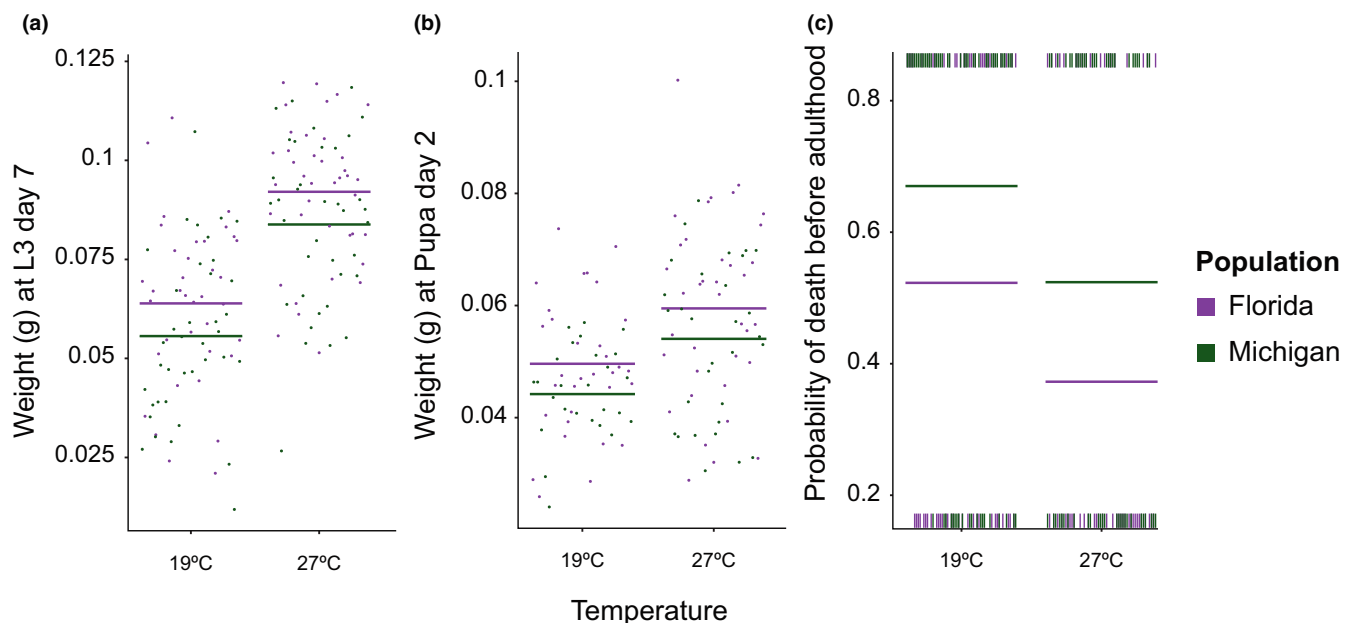 (a)
Weight (g) at L3 day 7
0.125
0.1
0.075
0.05
0.025
19ºC
27ºC
(b)
Weight (g) at Pupa day 2
0.1
0.08
0.06
0.04
19ºC
27ºC
(c)
Probability of death before adulthood
0.8
0.6
0.4
0.2
19ºC
27ºC
Temperature
Population
Florida
Michigan